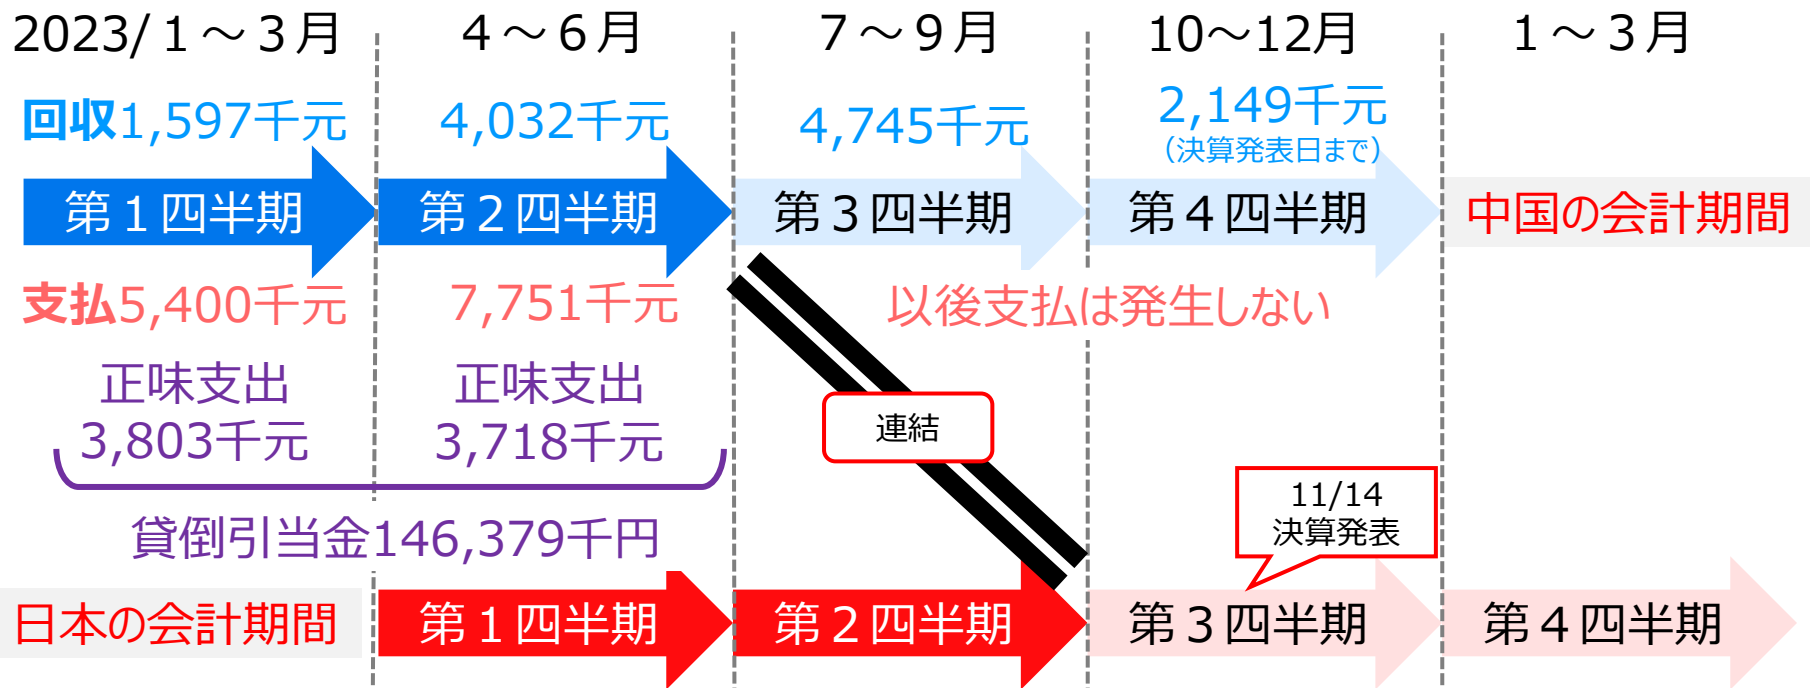 2023/１～３月
４～６月
７～９月
10～12月
１～３月
回収1,597千元
4,032千元
4,745千元
2,149千元
（決算発表日まで）
第１四半期
第２四半期
第３四半期
第４四半期
中国の会計期間
支払5,400千元
7,751千元
以後支払は発生しない
正味支出
3,803千元
正味支出
3,718千元
連結
貸倒引当金146,379千円
11/14
決算発表
日本の会計期間
第１四半期
第２四半期
第３四半期
第４四半期